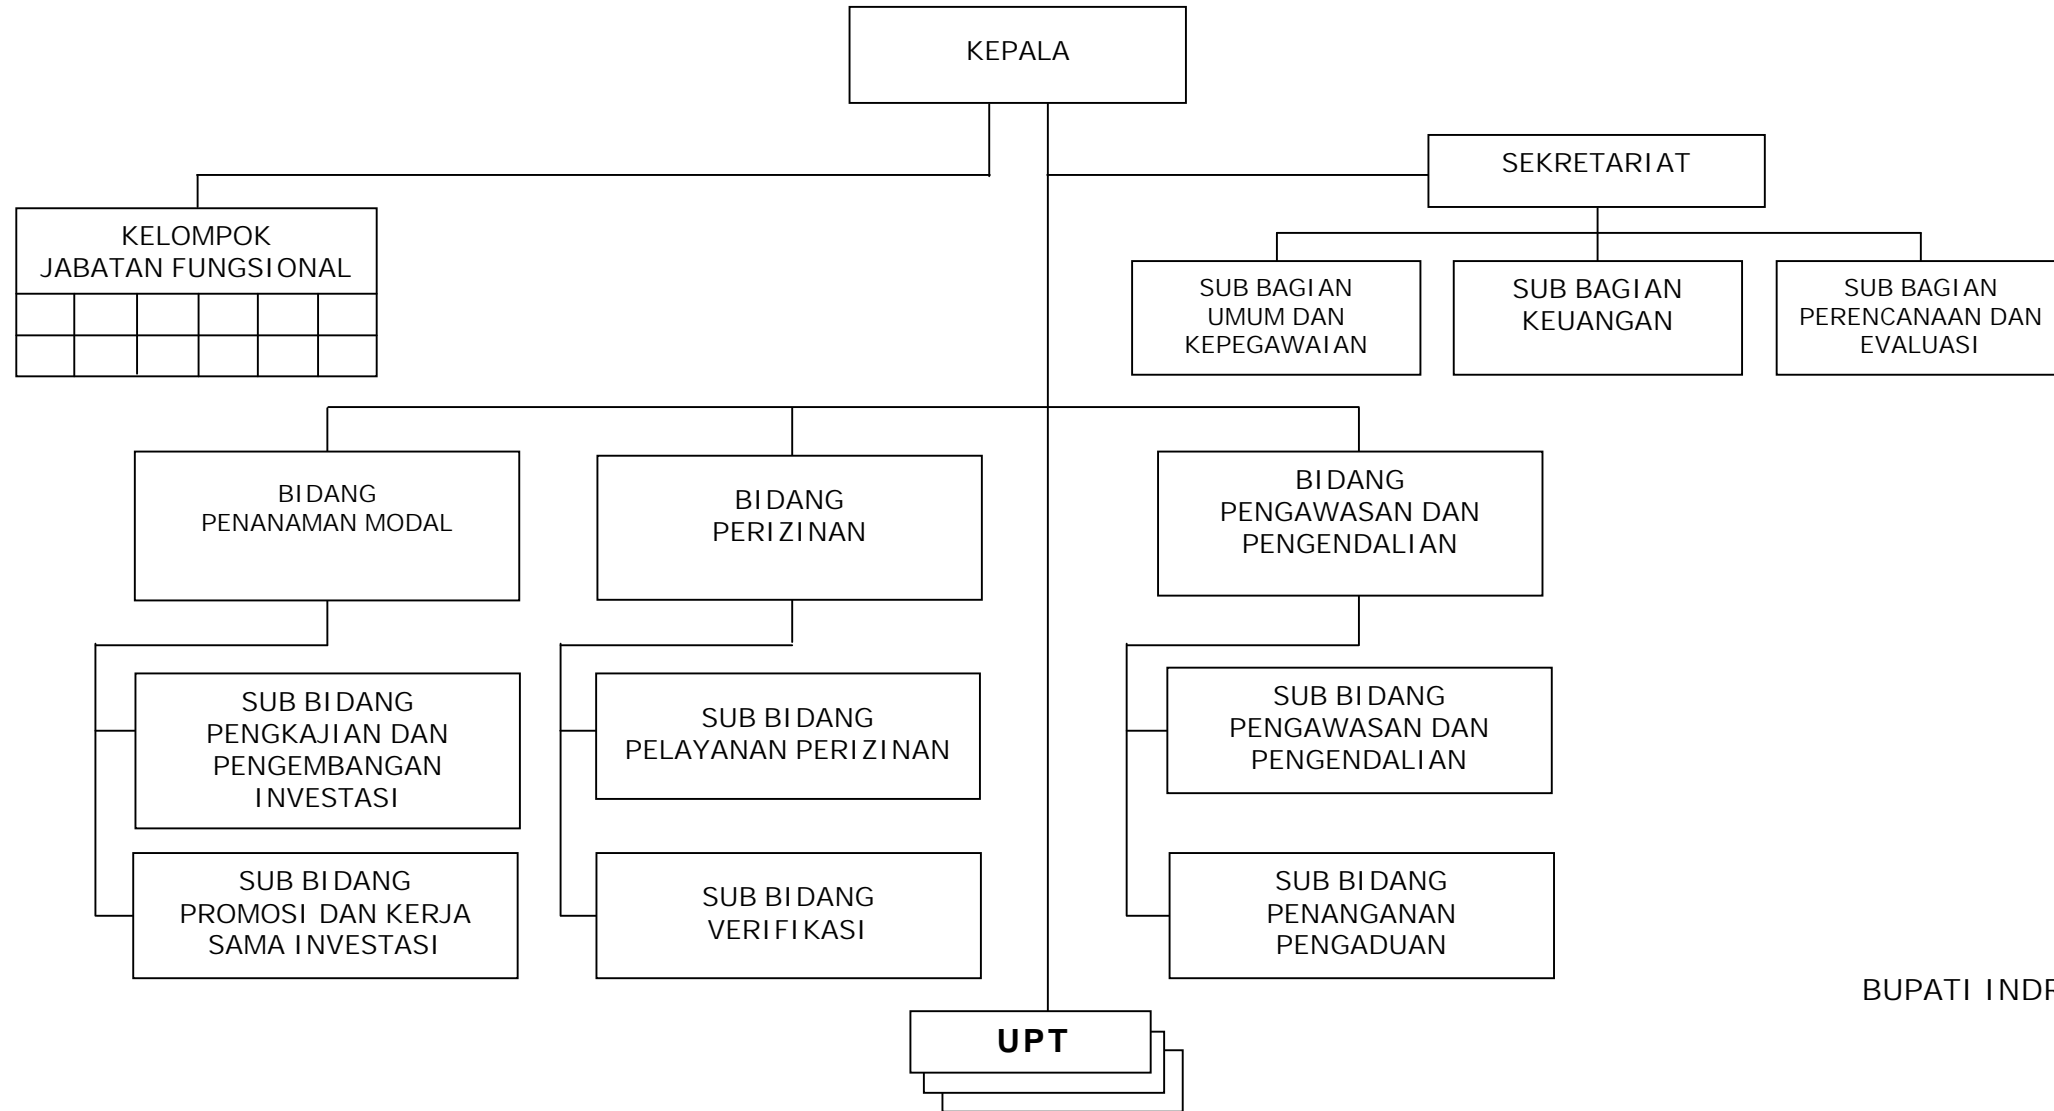 KEPALA
SEKRETARIAT
KELOMPOK
JABATAN FUNGSIONAL
SUB BAGIAN
UMUM DAN
KEPEGAWAIAN
SUB BAGIAN
KEUANGAN
SUB BAGIAN
PERENCANAAN DAN
EVALUASI
BIDANG
PENANAMAN MODAL
BIDANG
PERIZINAN
BIDANG
PENGAWASAN DAN
PENGENDALIAN
SUB BIDANG
PENGKAJIAN DAN
PENGEMBANGAN
INVESTASI
SUB BIDANG
PELAYANAN PERIZINAN
SUB BIDANG
PENGAWASAN DAN
PENGENDALIAN
SUB BIDANG
PROMOSI DAN KERJA
SAMA INVESTASI
SUB BIDANG
VERIFIKASI
SUB BIDANG
PENANGANAN
PENGADUAN
BUPATI
UPT